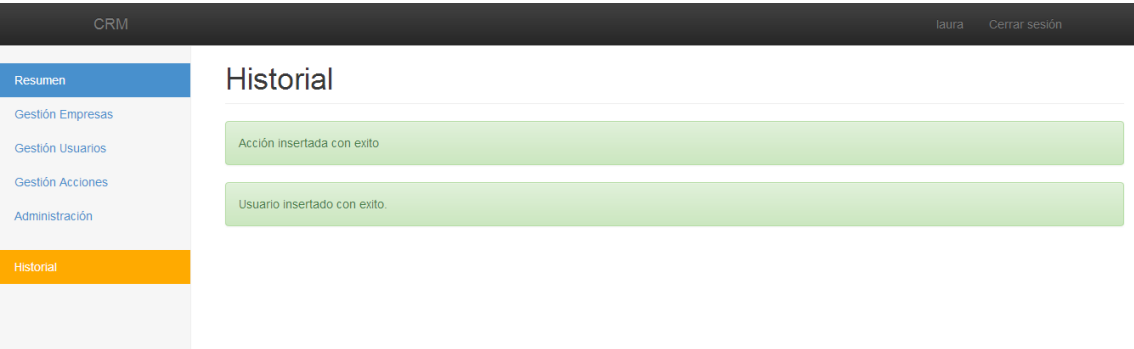 CRM
laura Cerrar sesión
Resumen
Gestión Empresas
Gestión Usuarios
Gestión Acciones
Administración
Historial
Historial
Acción insertada con exito
Usuario insertado con exito.